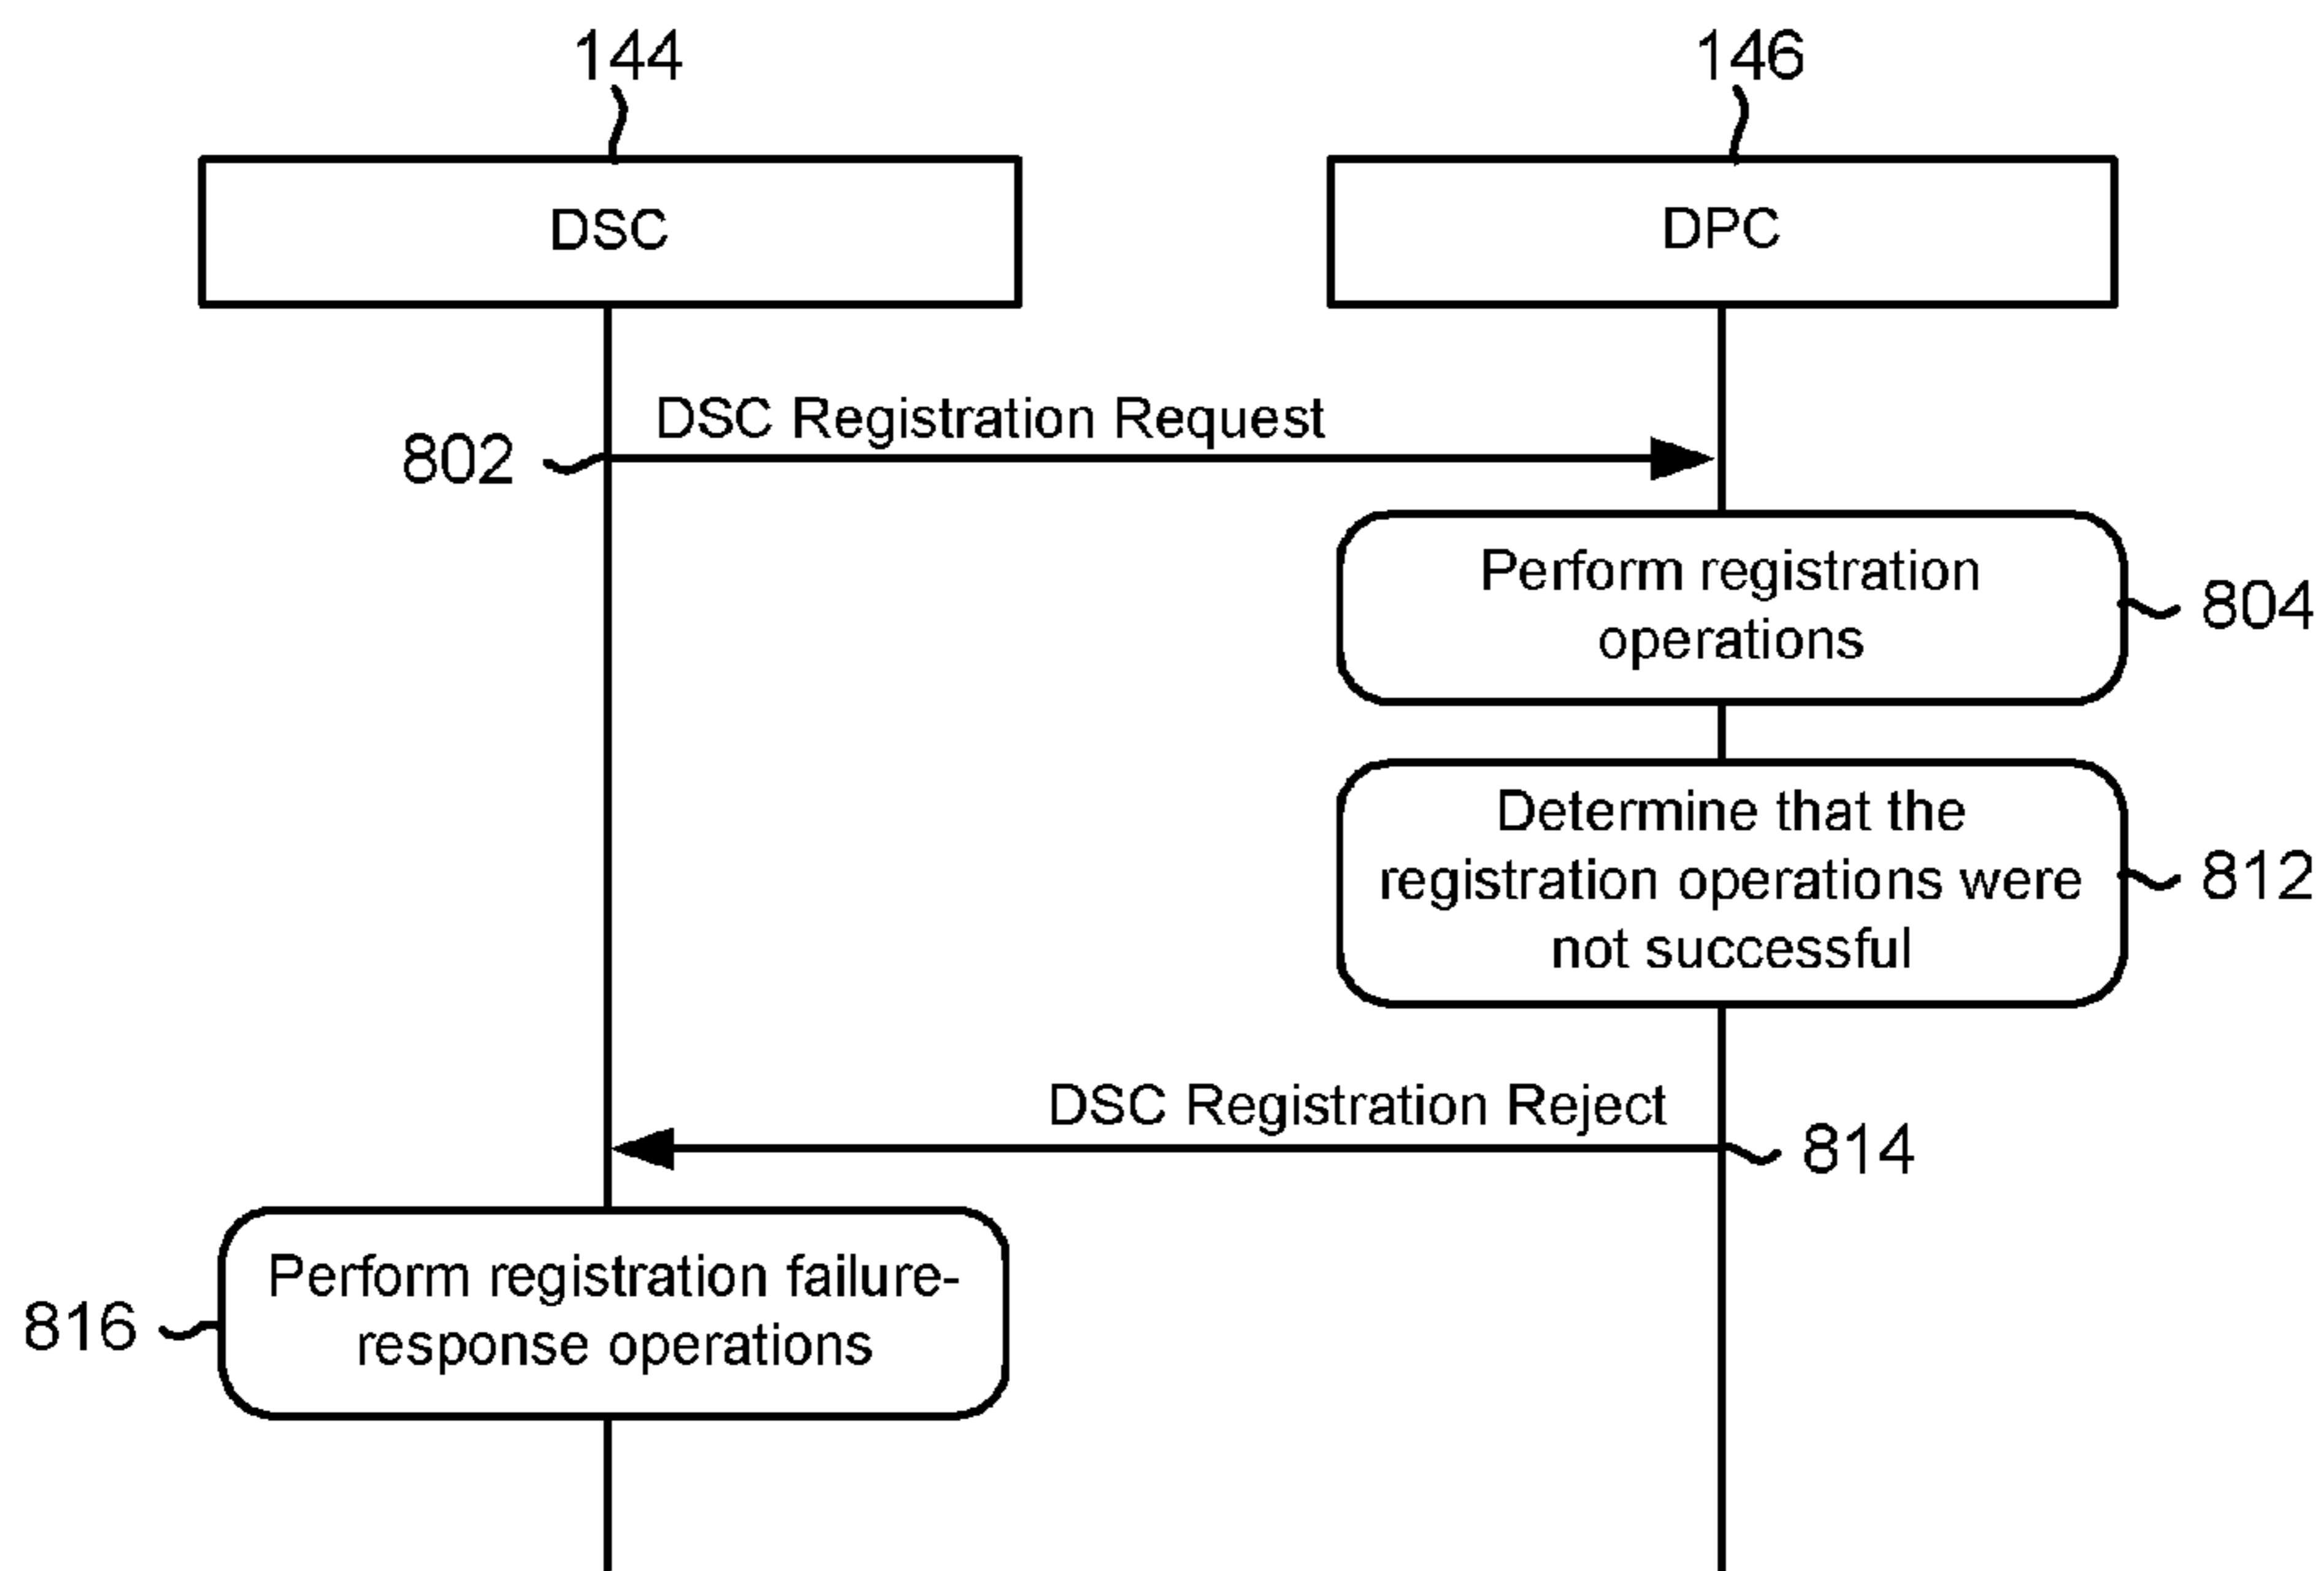 144
146
DSC
DPC
DSC Registration Request
802
Perform registration
operations
804
Determine that the
registration operations were
not successful
812
DSC Registration Reject
814
Perform registration failure-
response operations
816